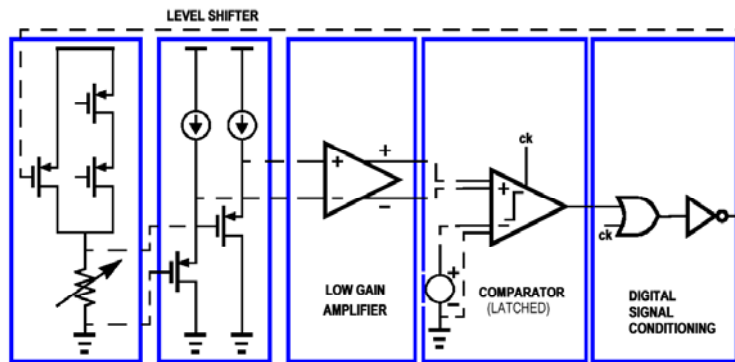 LEVEL SHIFTER
+
+
-
ck
+
-
+
-
ck
LOW GAIN
AMPLIFIER
COMPARATOR
(LATCHED)
DIGITAL
SIGNAL
CONDITIONING